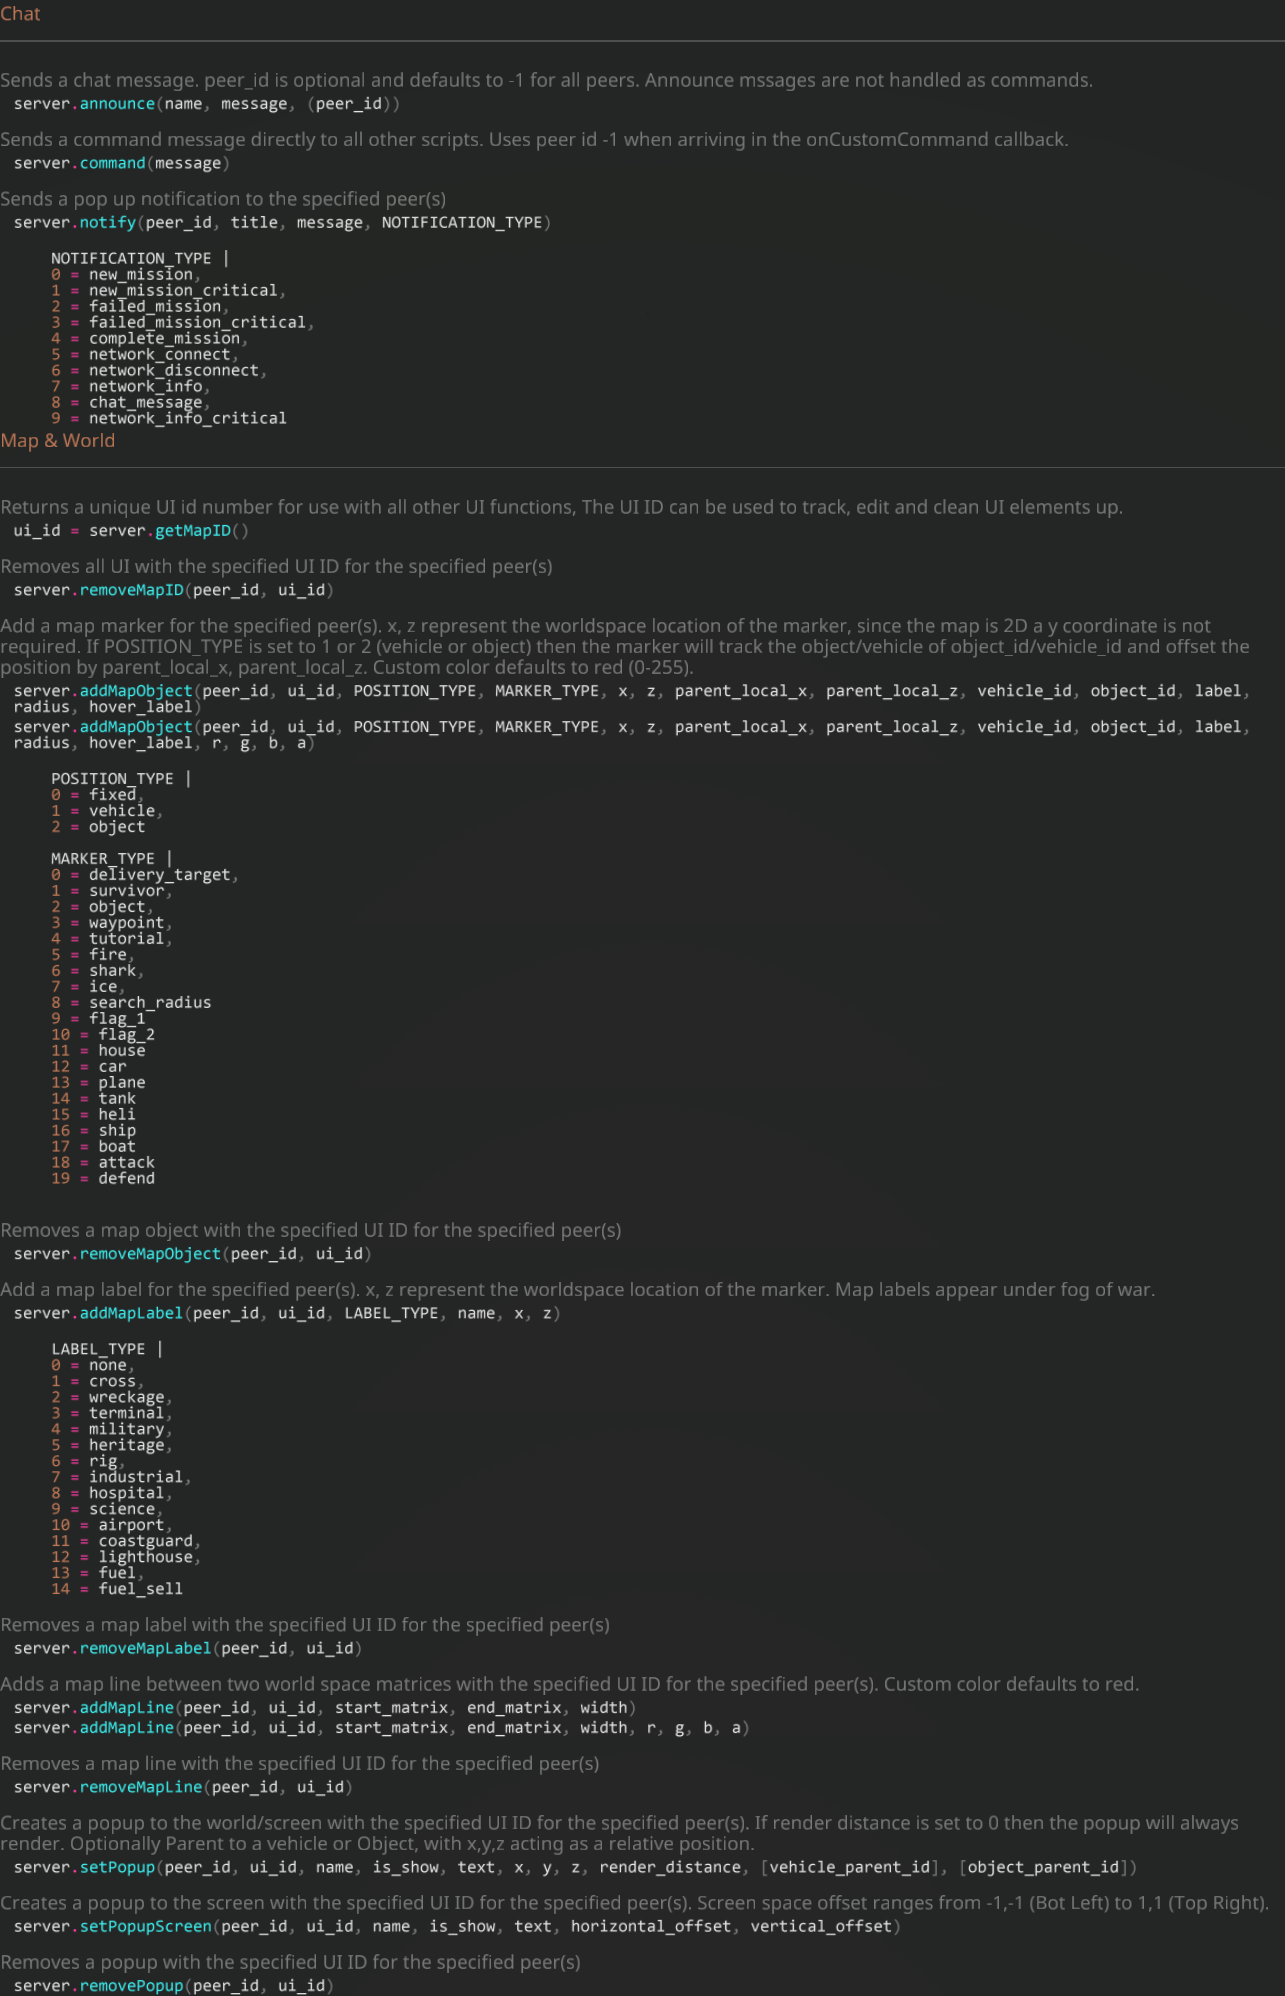 Chat
Sends a chat message. peer_id is optional and defaults to -1 for all peers. Announce mssages are not handled as commands.
server.announce(name, message, (peer_id))
Sends a command message directly to all other scripts. Uses peer id -1 when arriving in the onCustomCommand callback.
server.command(message)
Sends a pop up notification to the specified peer(s)
server.notify(peer_id, title, message, NOTIFICATION_TYPE)
NOTIFICATION_TYPE |
0 = new_mission,
1 = new_mission_critical,
2 = failed_mission,
3 = failed_mission_critical,
4 = complete_mission,
5 = network_connect,
6 = network_disconnect,
7 = network_info,
8 = chat_message,
9 = network_info_critical
Map & World
Returns a unique UI id number for use with all other UI functions, The UI ID can be used to track, edit and clean UI elements up.
ui_id = server.getMapID()
Removes all UI with the specified UI ID for the specified peer(s)
server.removeMapID(peer_id, ui_id)
Add a map marker for the specified peer(s). x, z represent the worldspace location of the marker, since the map is 2D a y coordinate is not
required. If POSITION_TYPE is set to 1 or 2 (vehicle or object) then the marker will track the object/vehicle of object_id/vehicle_id and offset the
position by parent_local_x, parent_local_z. Custom color defaults to red (0-255).
server.addMapObject(peer_id, ui_id, POSITION_TYPE, MARKER_TYPE, x, z, parent_local_x, parent_local_z, vehicle_id, object_id, label,
radius, hover_label)
server.addMapObject(peer_id, ui_id, POSITION_TYPE, MARKER_TYPE, x, z, parent_local_x, parent_local_z, vehicle_id, object_id, label,
radius, hover_label, r, g, b, a)
POSITION_TYPE |
0 = fixed,
1 = vehicle,
2 = object
MARKER_TYPE |
0 = delivery_target,
1 = survivor,
2 = object,
3 = waypoint,
4 = tutorial,
5 = fire,
6 = shark,
7 = ice,
8 = search_radius
9 = flag_1
10 = flag_2
11 = house
12 = car
13 = plane
14 = tank
15 = heli
16 = ship
17 = boat
18 = attack
19 = defend
Removes a map object with the specified UI ID for the specified peer(s)
server.removeMapObject(peer_id, ui_id)
Add a map label for the specified peer(s). x, z represent the worldspace location of the marker. Map labels appear under fog of war.
server.addMapLabel(peer_id, ui_id, LABEL_TYPE, name, x, z)
LABEL_TYPE |
0 = none,
1 = cross,
2 = wreckage,
3 = terminal,
4 = military,
5 = heritage,
6 = rig,
7 = industrial,
8 = hospital,
9 = science,
10 = airport,
11 = coastguard,
12 = lighthouse,
13 = fuel,
14 = fuel_sell
Removes a map label with the specified UI ID for the specified peer(s)
server.removeMapLabel(peer_id, ui_id)
Adds a map line between two world space matrices with the specified UI ID for the specified peer(s). Custom color defaults to red.
server.addMapLine(peer_id, ui_id, start_matrix, end_matrix, width)
server.addMapLine(peer_id, ui_id, start_matrix, end_matrix, width, r, g, b, a)
Removes a map line with the specified UI ID for the specified peer(s)
server.removeMapLine(peer_id, ui_id)
Creates a popup to the world/screen with the specified UI ID for the specified peer(s). If render distance is set to 0 then the popup will always
render. Optionally Parent to a vehicle or Object, with x,y,z acting as a relative position.
server.setPopup(peer_id, ui_id, name, is_show, text, x, y, z, render_distance, [vehicle_parent_id], [object_parent_id])
Creates a popup to the screen with the specified UI ID for the specified peer(s). Screen space offset ranges from -1,-1 (Bot Left) to 1,1 (Top Right).
server.setPopupScreen(peer_id, ui_id, name, is_show, text, horizontal_offset, vertical_offset)
Removes a popup with the specified UI ID for the specified peer(s)
server.removePopup(peer_id, ui_id)